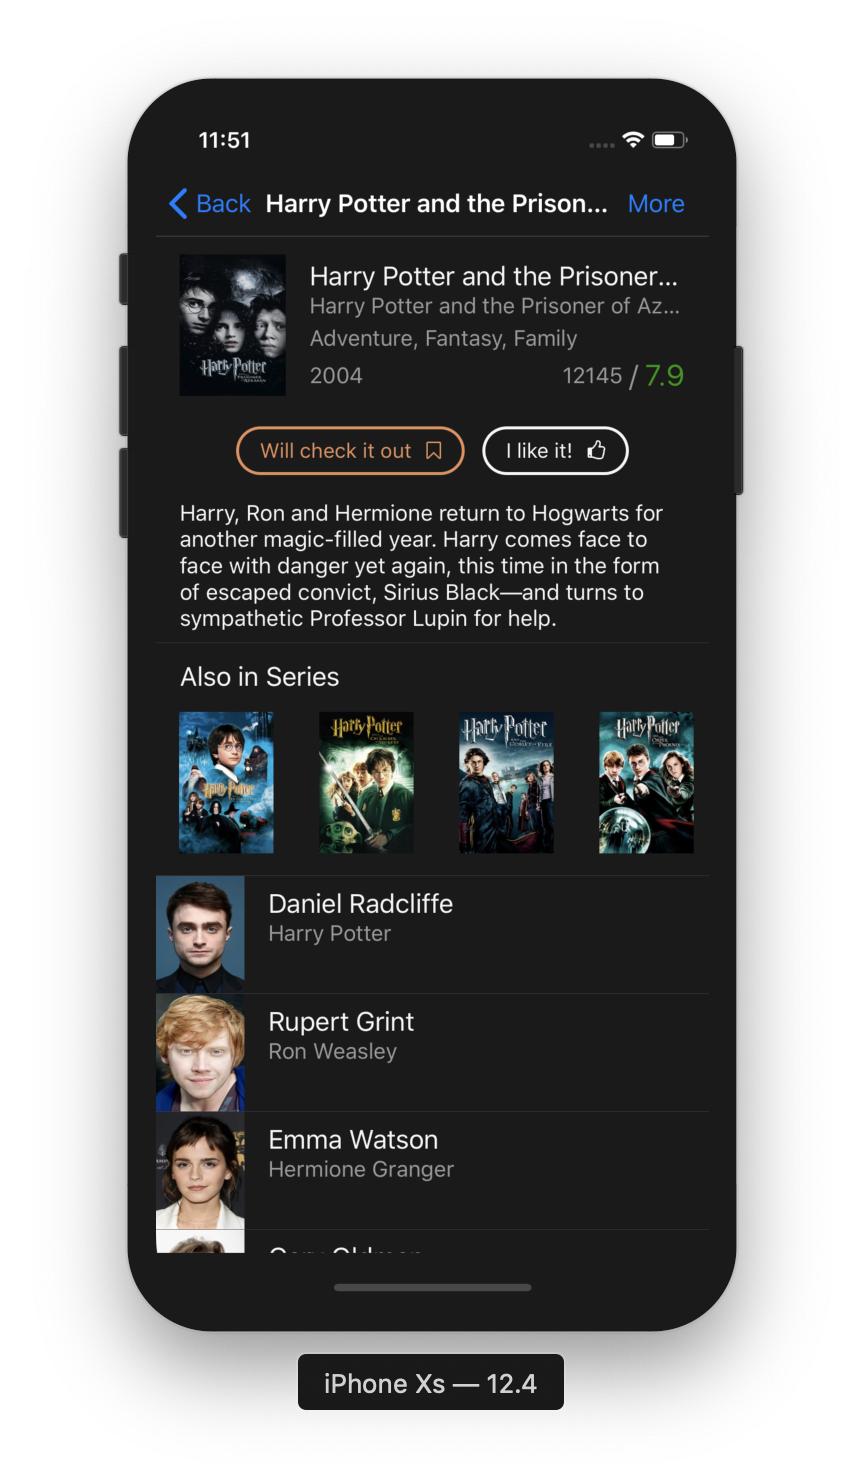 11:51
Back Harry Potter and the Prison... More
Harry Potter and the Prisoner...
Harry Potter and the Prisoner of Az...
Adventure, Fantasy, Family
2004 12145 / 7.9
Harry Potter
Will check it out I like it!
Harry, Ron and Hermione return to Hogwarts for
another magic-filled year. Harry comes face to
face with danger yet again, this time in the form
of escaped convict, Sirius Black—and turns to
sympathetic Professor Lupin for help.
Also in Series
Harry Potter
Harry Potter
Harry Potter
Harry Potter
Daniel Radcliffe
Harry Potter
Rupert Grint
Ron Weasley
Emma Watson
Hermione Granger
iPhone Xs — 12.4